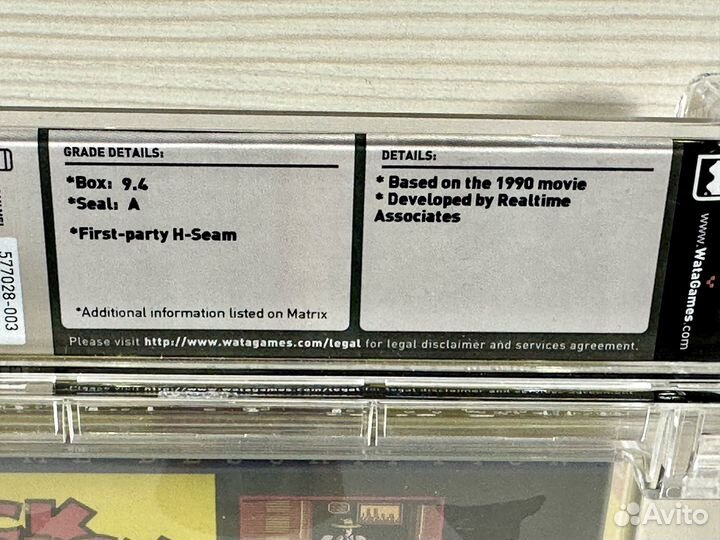 GRADE DETAILS:
*Box: 9.4
*Seal: A
*First-party H-Seam
*Additional information listed on Matrix
DETAILS:
* Based on the 1990 movie
* Developed by Realtime
Associates
Please visit http://www.watagames.com/legal for legal disclaimer and services agreement.
577028-003
www.WataGames.com
Avito